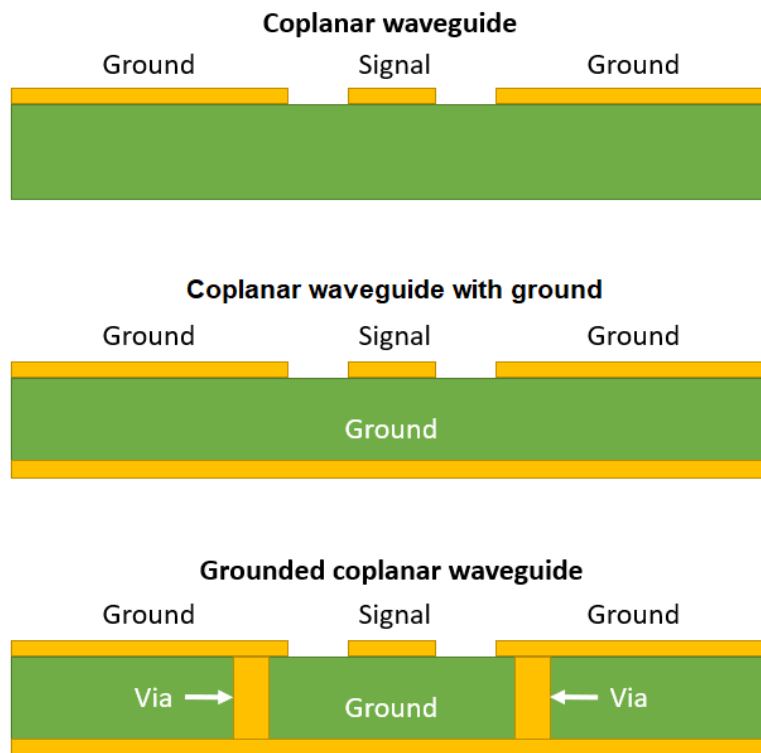 Coplanar waveguide
Ground Signal Ground
Coplanar waveguide with ground
Ground Signal Ground
Ground
Grounded coplanar waveguide
Ground Signal Ground
Via Ground Via